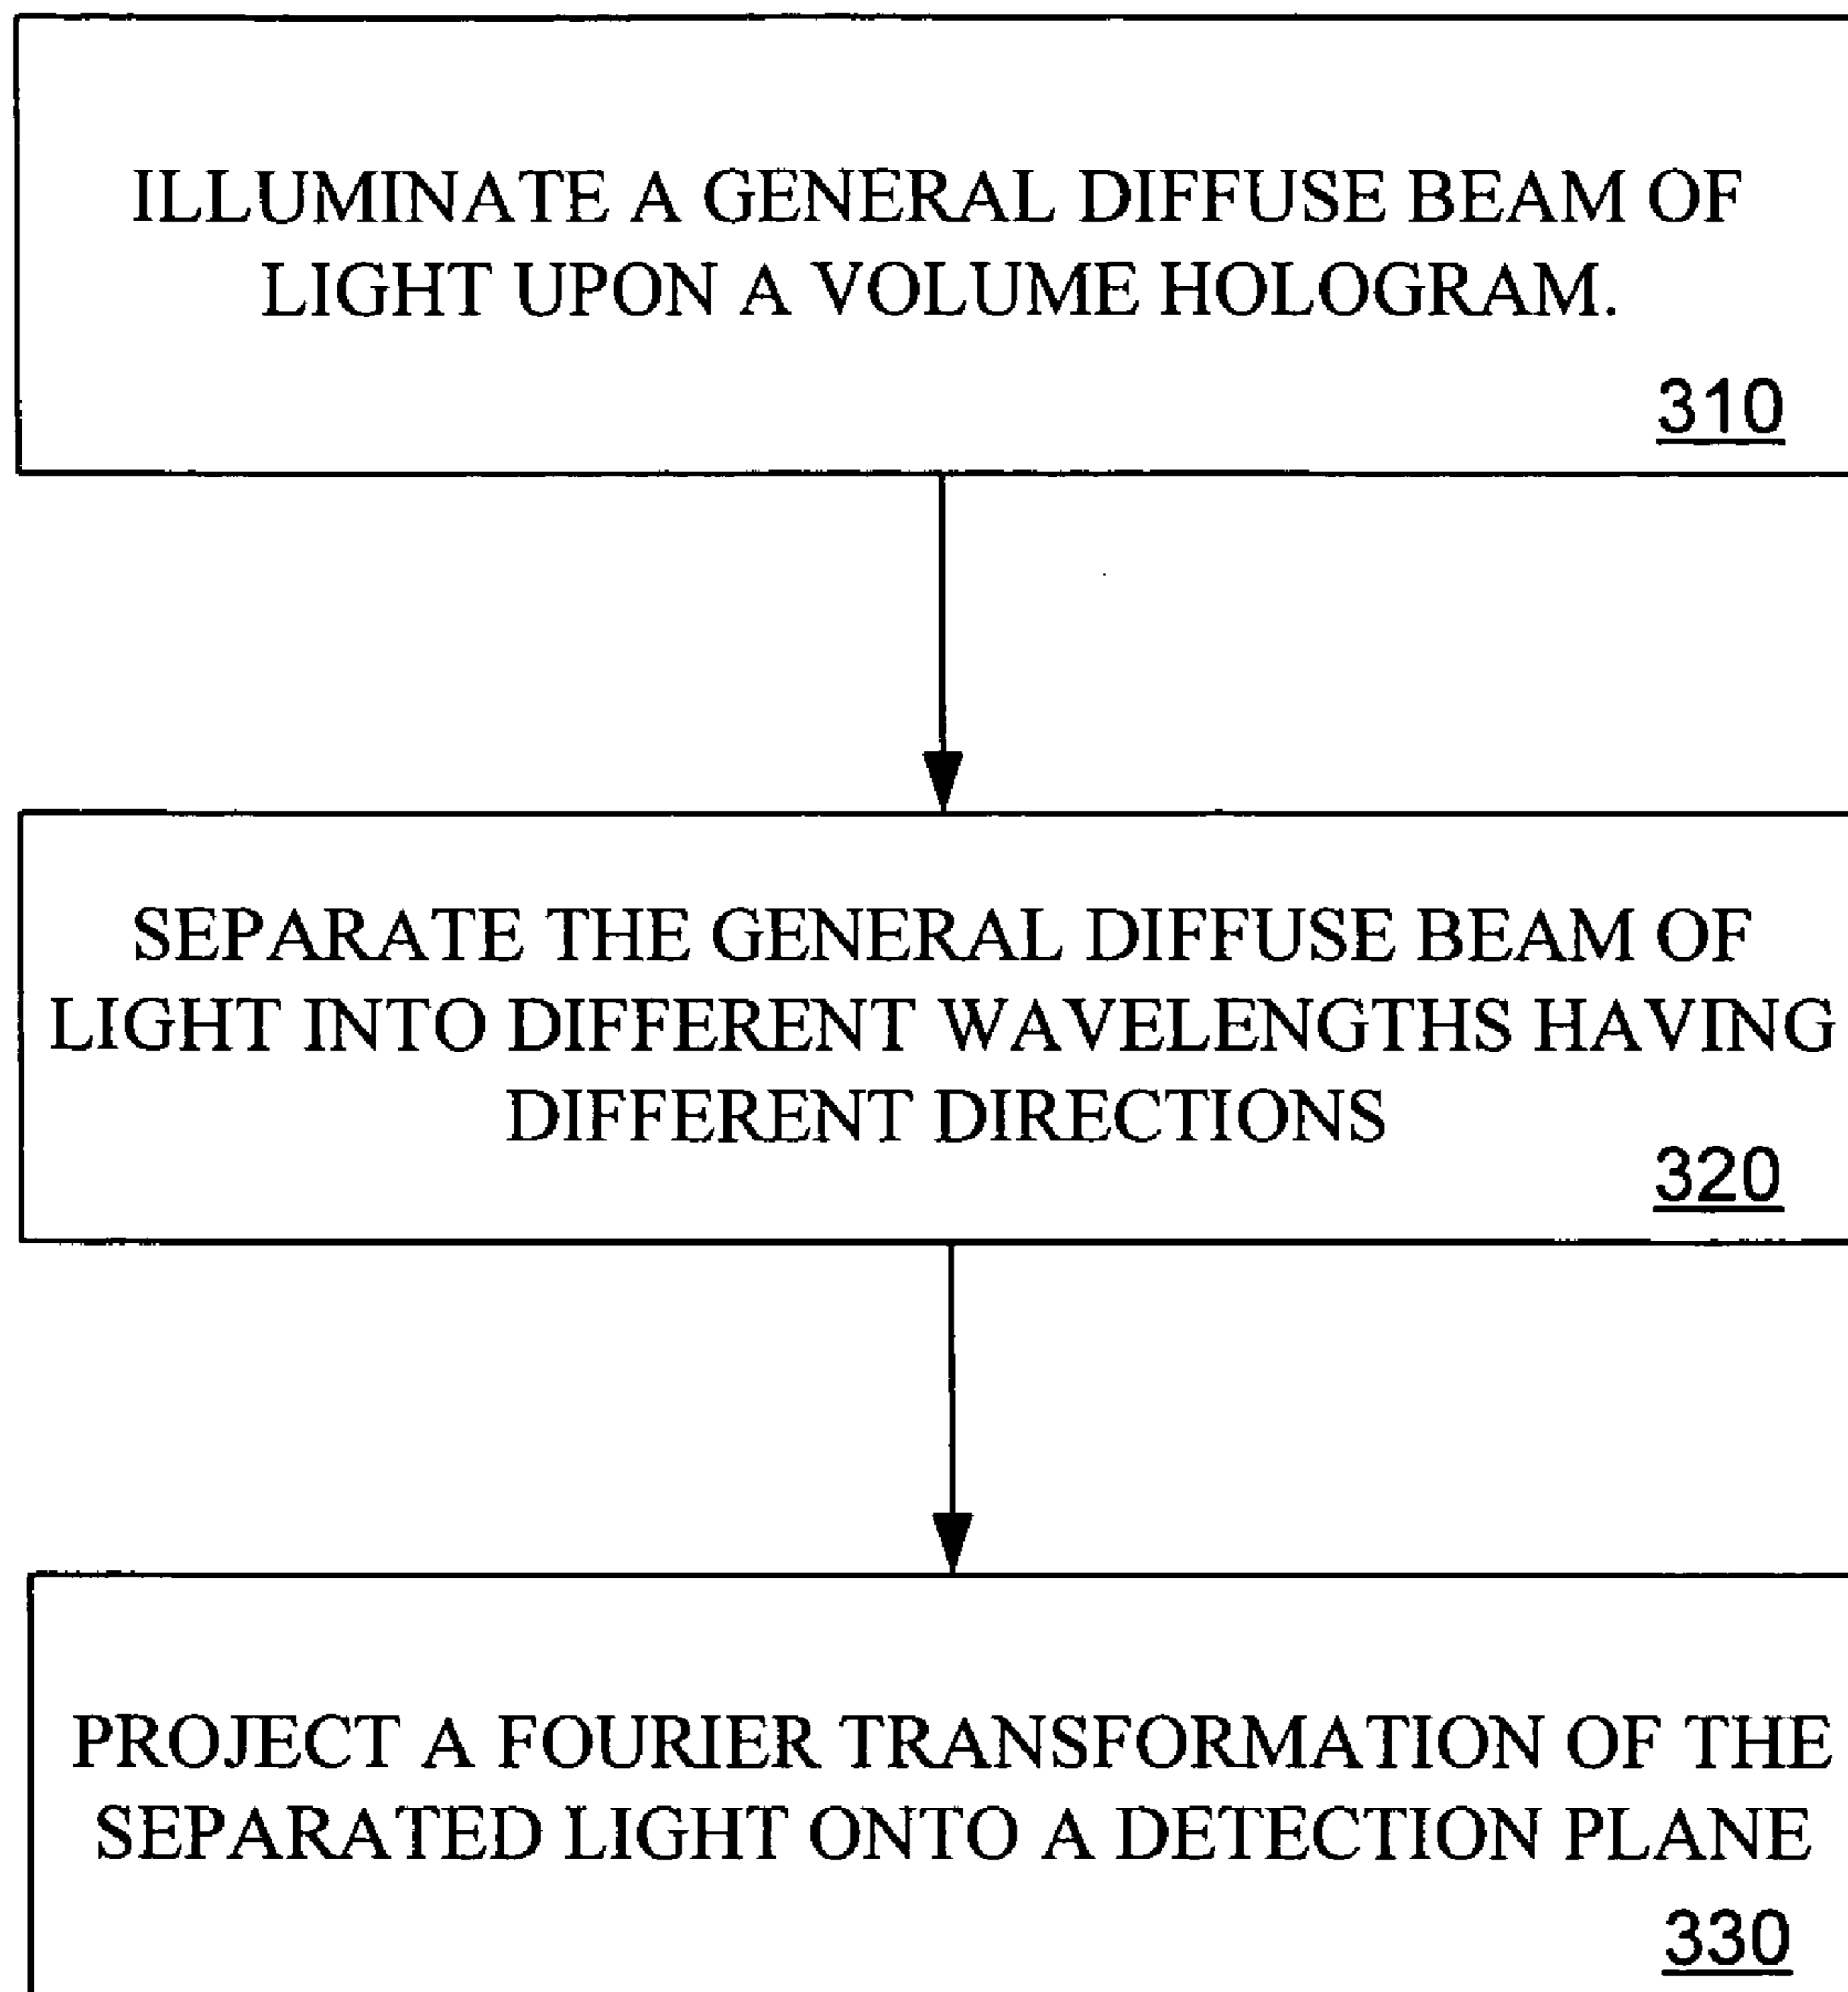 ILLUMINATE A GENERAL DIFFUSE BEAM OF
LIGHT UPON A VOLUME HOLOGRAM.
310
SEPARATE THE GENERAL DIFFUSE BEAM OF
LIGHT INTO DIFFERENT WAVELENGTHS HAVING
DIFFERENT DIRECTIONS
320
PROJECT A FOURIER TRANSFORMATION OF THE
SEPARATED LIGHT ONTO A DETECTION PLANE
330